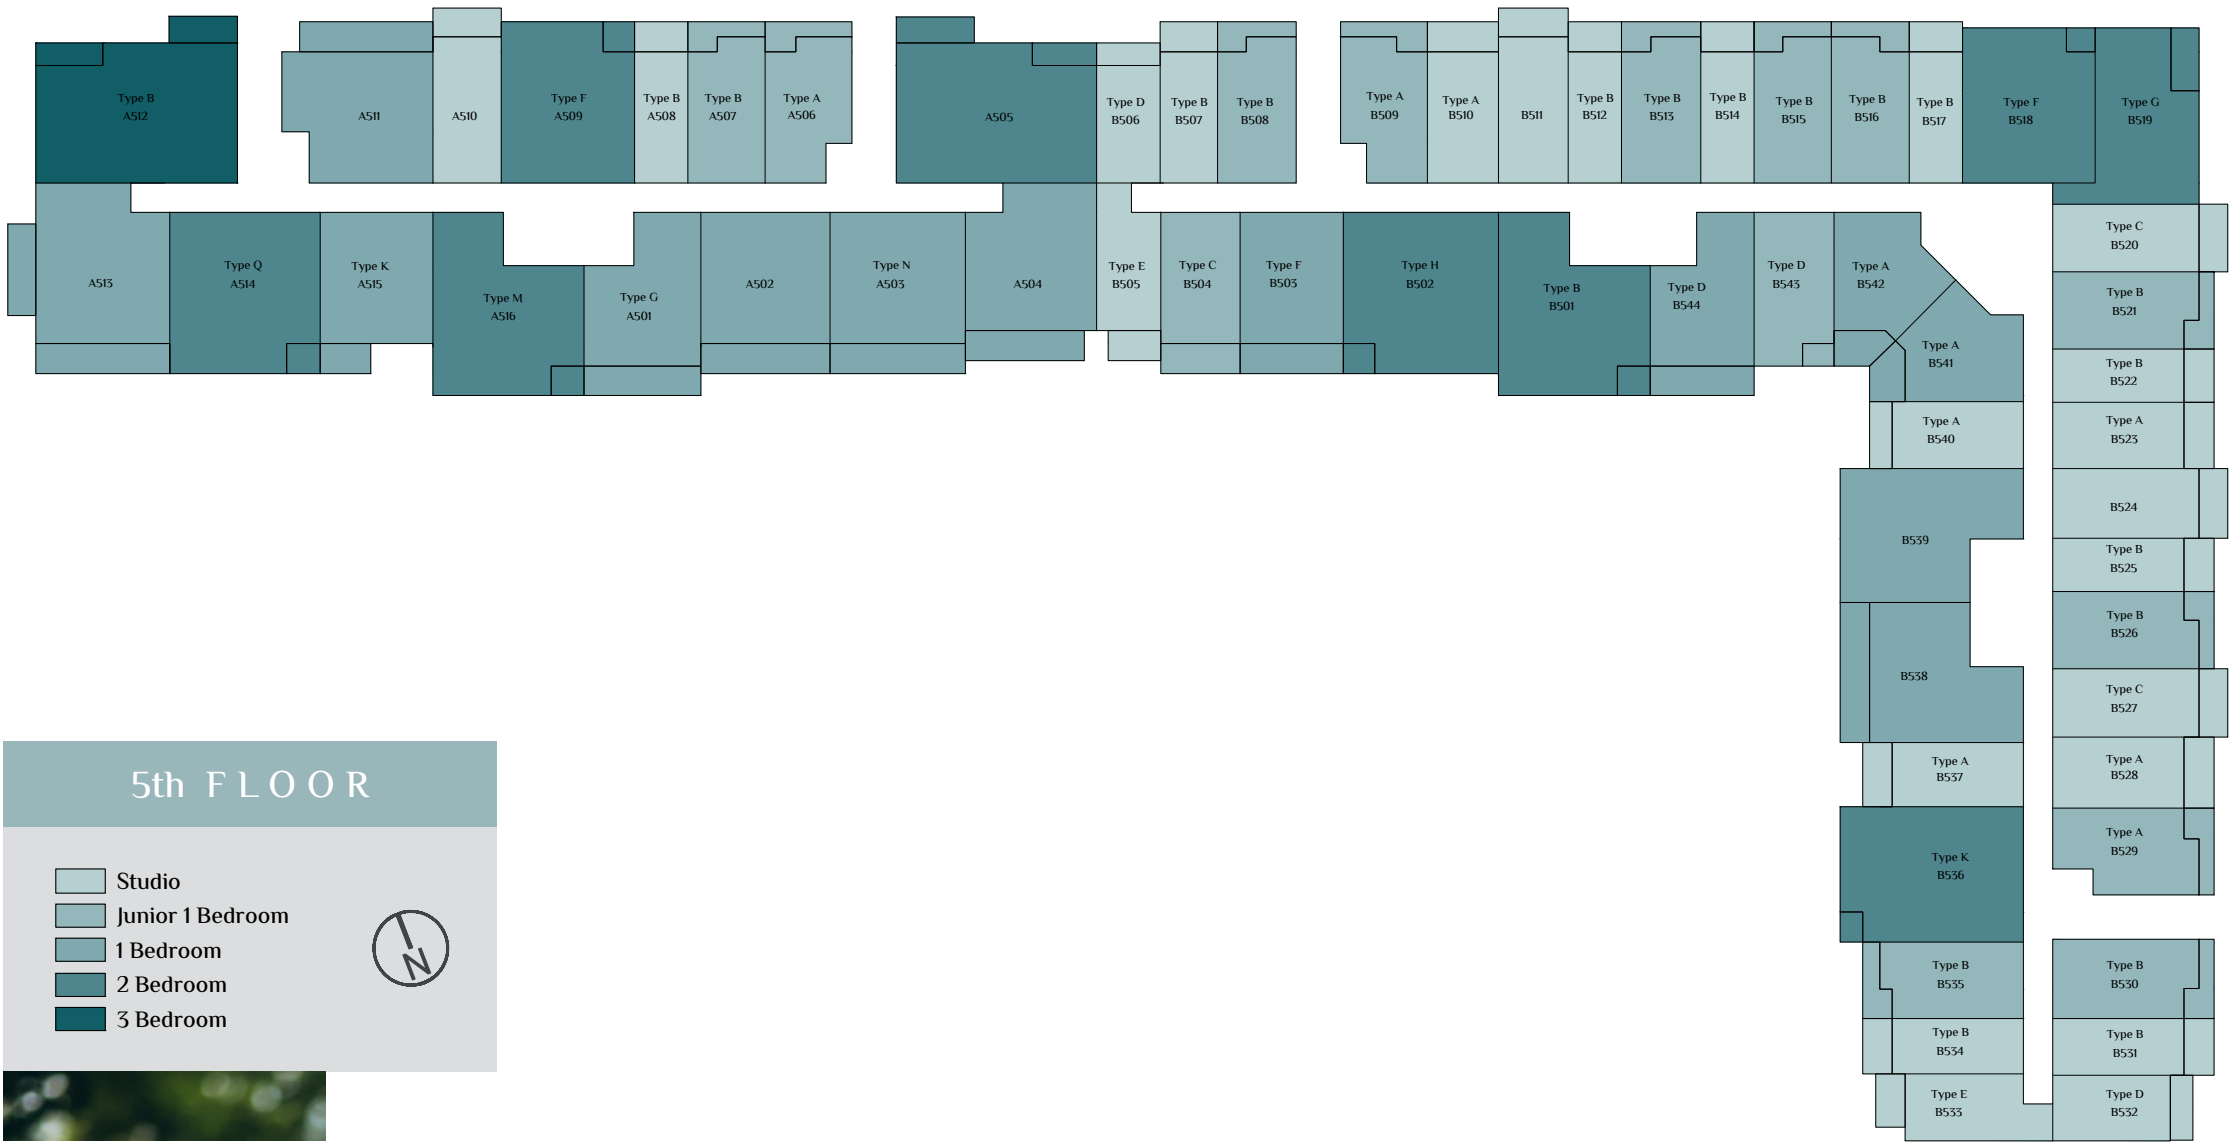 Type B
A512
A511
A510
Type F
A509
Type B
A508
Type B
A507
Type A
A506
A505
Type D
B506
Type B
B507
Type B
B508
Type A
B509
Type A
B510
B511
Type B
B512
Type B
B513
Type B
B514
Type B
B515
Type B
B516
Type B
B517
Type F
B518
Type G
B519
A513
Type Q
A514
Type K
A515
Type M
A516
Type G
A501
A502
Type N
A503
A504
Type E
B505
Type C
B504
Type F
B503
Type H
B502
Type B
B501
Type D
B544
Type D
B543
Type A
B542
Type A
B541
Type A
B540
B539
B538
Type A
B537
Type K
B536
Type B
B535
Type B
B534
Type E
B533
Type C
B520
Type B
B521
Type B
B522
Type A
B523
B524
Type B
B525
Type B
B526
Type C
B527
Type A
B528
Type A
B529
Type B
B530
Type B
B531
Type D
B532
5th FLOOR
Studio
Junior 1 Bedroom
1 Bedroom
2 Bedroom
3 Bedroom
N